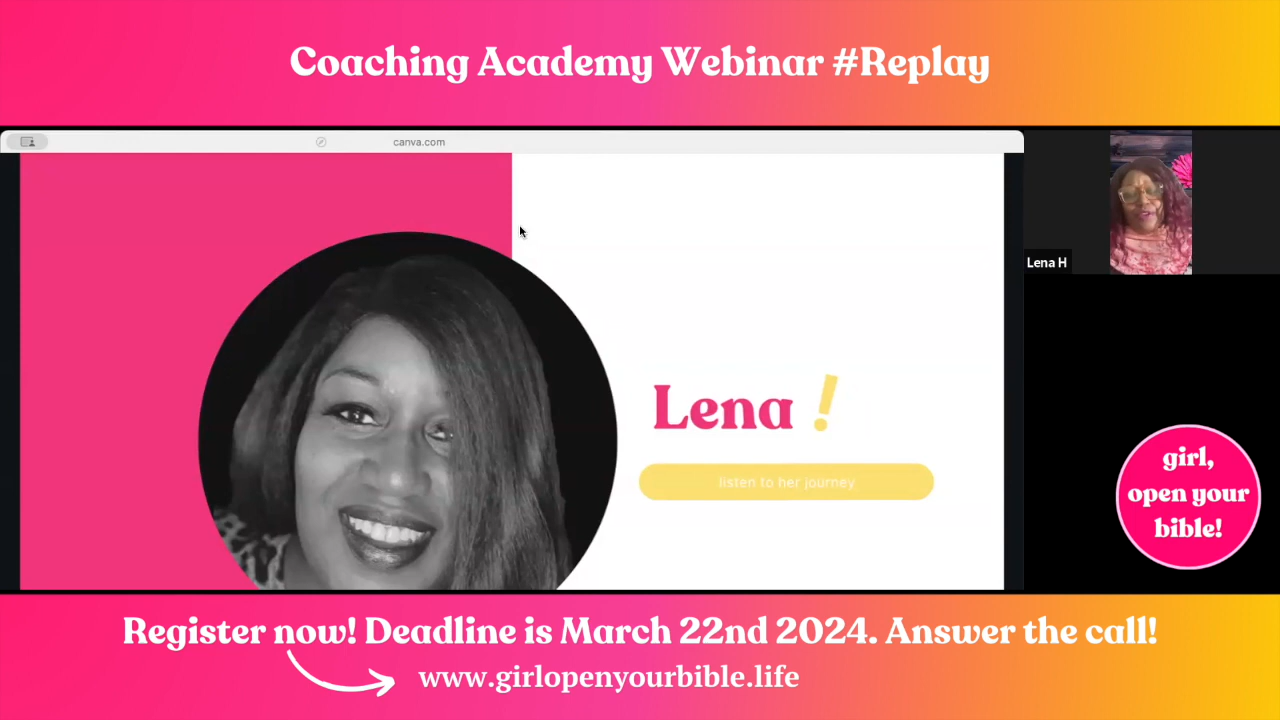 Coaching Academy Webinar #Replay
canva.com
Lena H
Lena !
listen to her journey
girl,
open your
bible!
Register now! Deadline is March 22nd 2024. Answer the call!
www.girlopenyourbible.life